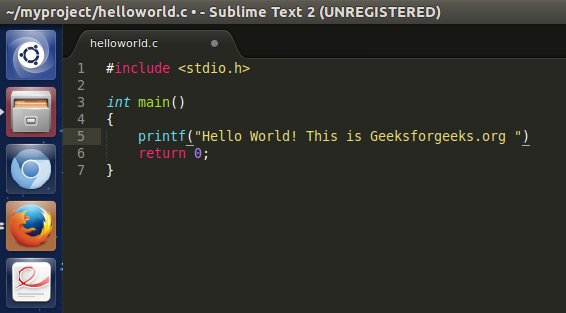 ~/myproject/helloworld.c • - Sublime Text 2 (UNREGISTERED)
helloworld.c
1 #include <stdio.h>
2
3 int main()
4 {
5     printf("Hello World! This is Geeksforgeeks.org ")
6     return 0;
7 }